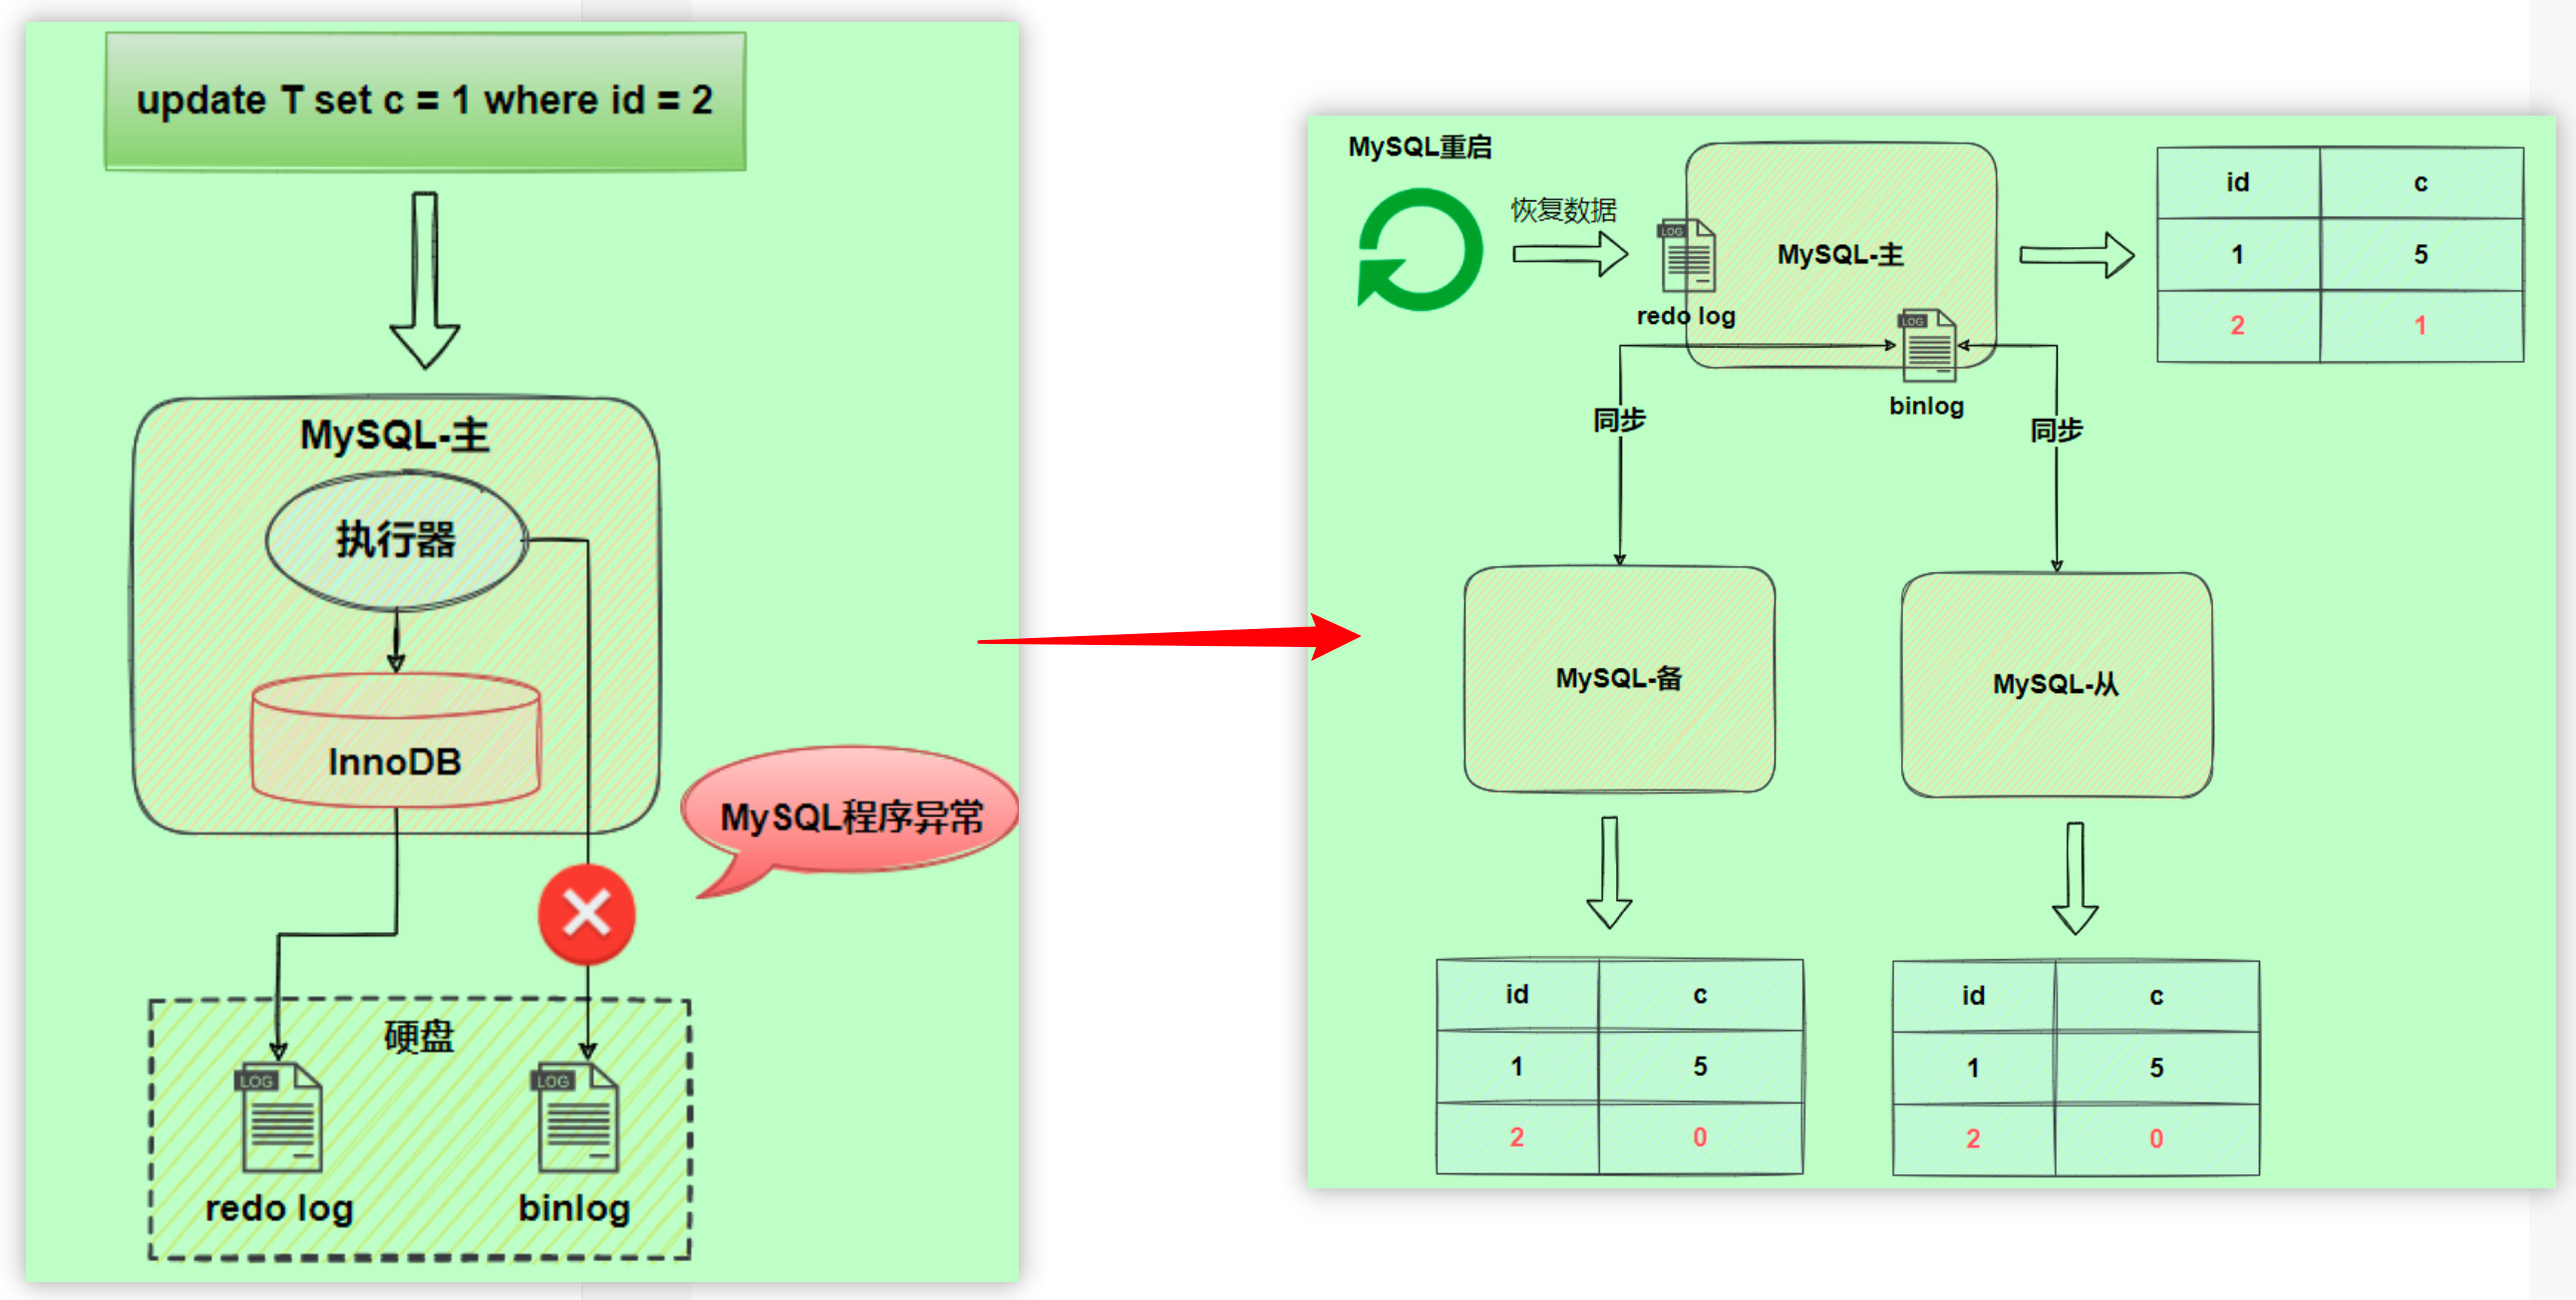 update T set c = 1 where id = 2
MySQL-主
执行器
InnoDB
MySQL程序异常
硬盘
LOG
LOG
redo log
binlog
MySQL重启
恢复数据
LOG
redo log
MySQL-主
LOG
binlog
id c
1 5
2 1
同步
同步
MySQL-备
MySQL-从
id c
1 5
2 0
id c
1 5
2 0